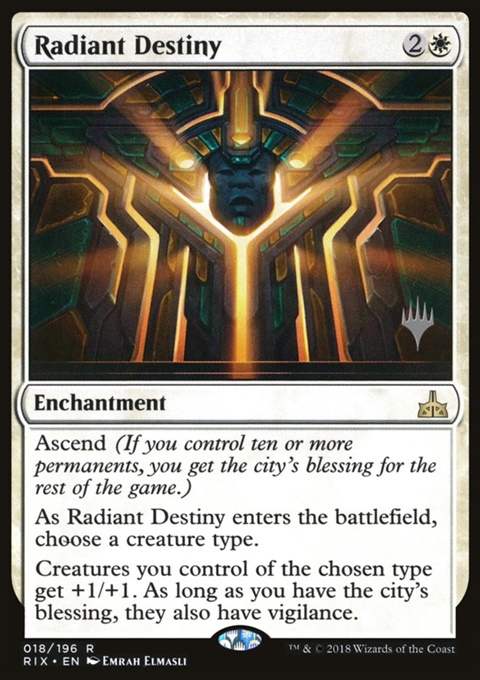 Radiant Destiny 2
Enchantment
Ascend (If you control ten or more
permanents, you get the city's blessing for the
rest of the game.)
As Radiant Destiny enters the battlefield,
choose a creature type.
Creatures you control of the chosen type
get +1/+1. As long as you have the city's
blessing, they also have vigilance.
018/196 R
RIX • EN Emrah Elmasli
™ & © 2018 Wizards of the Coast